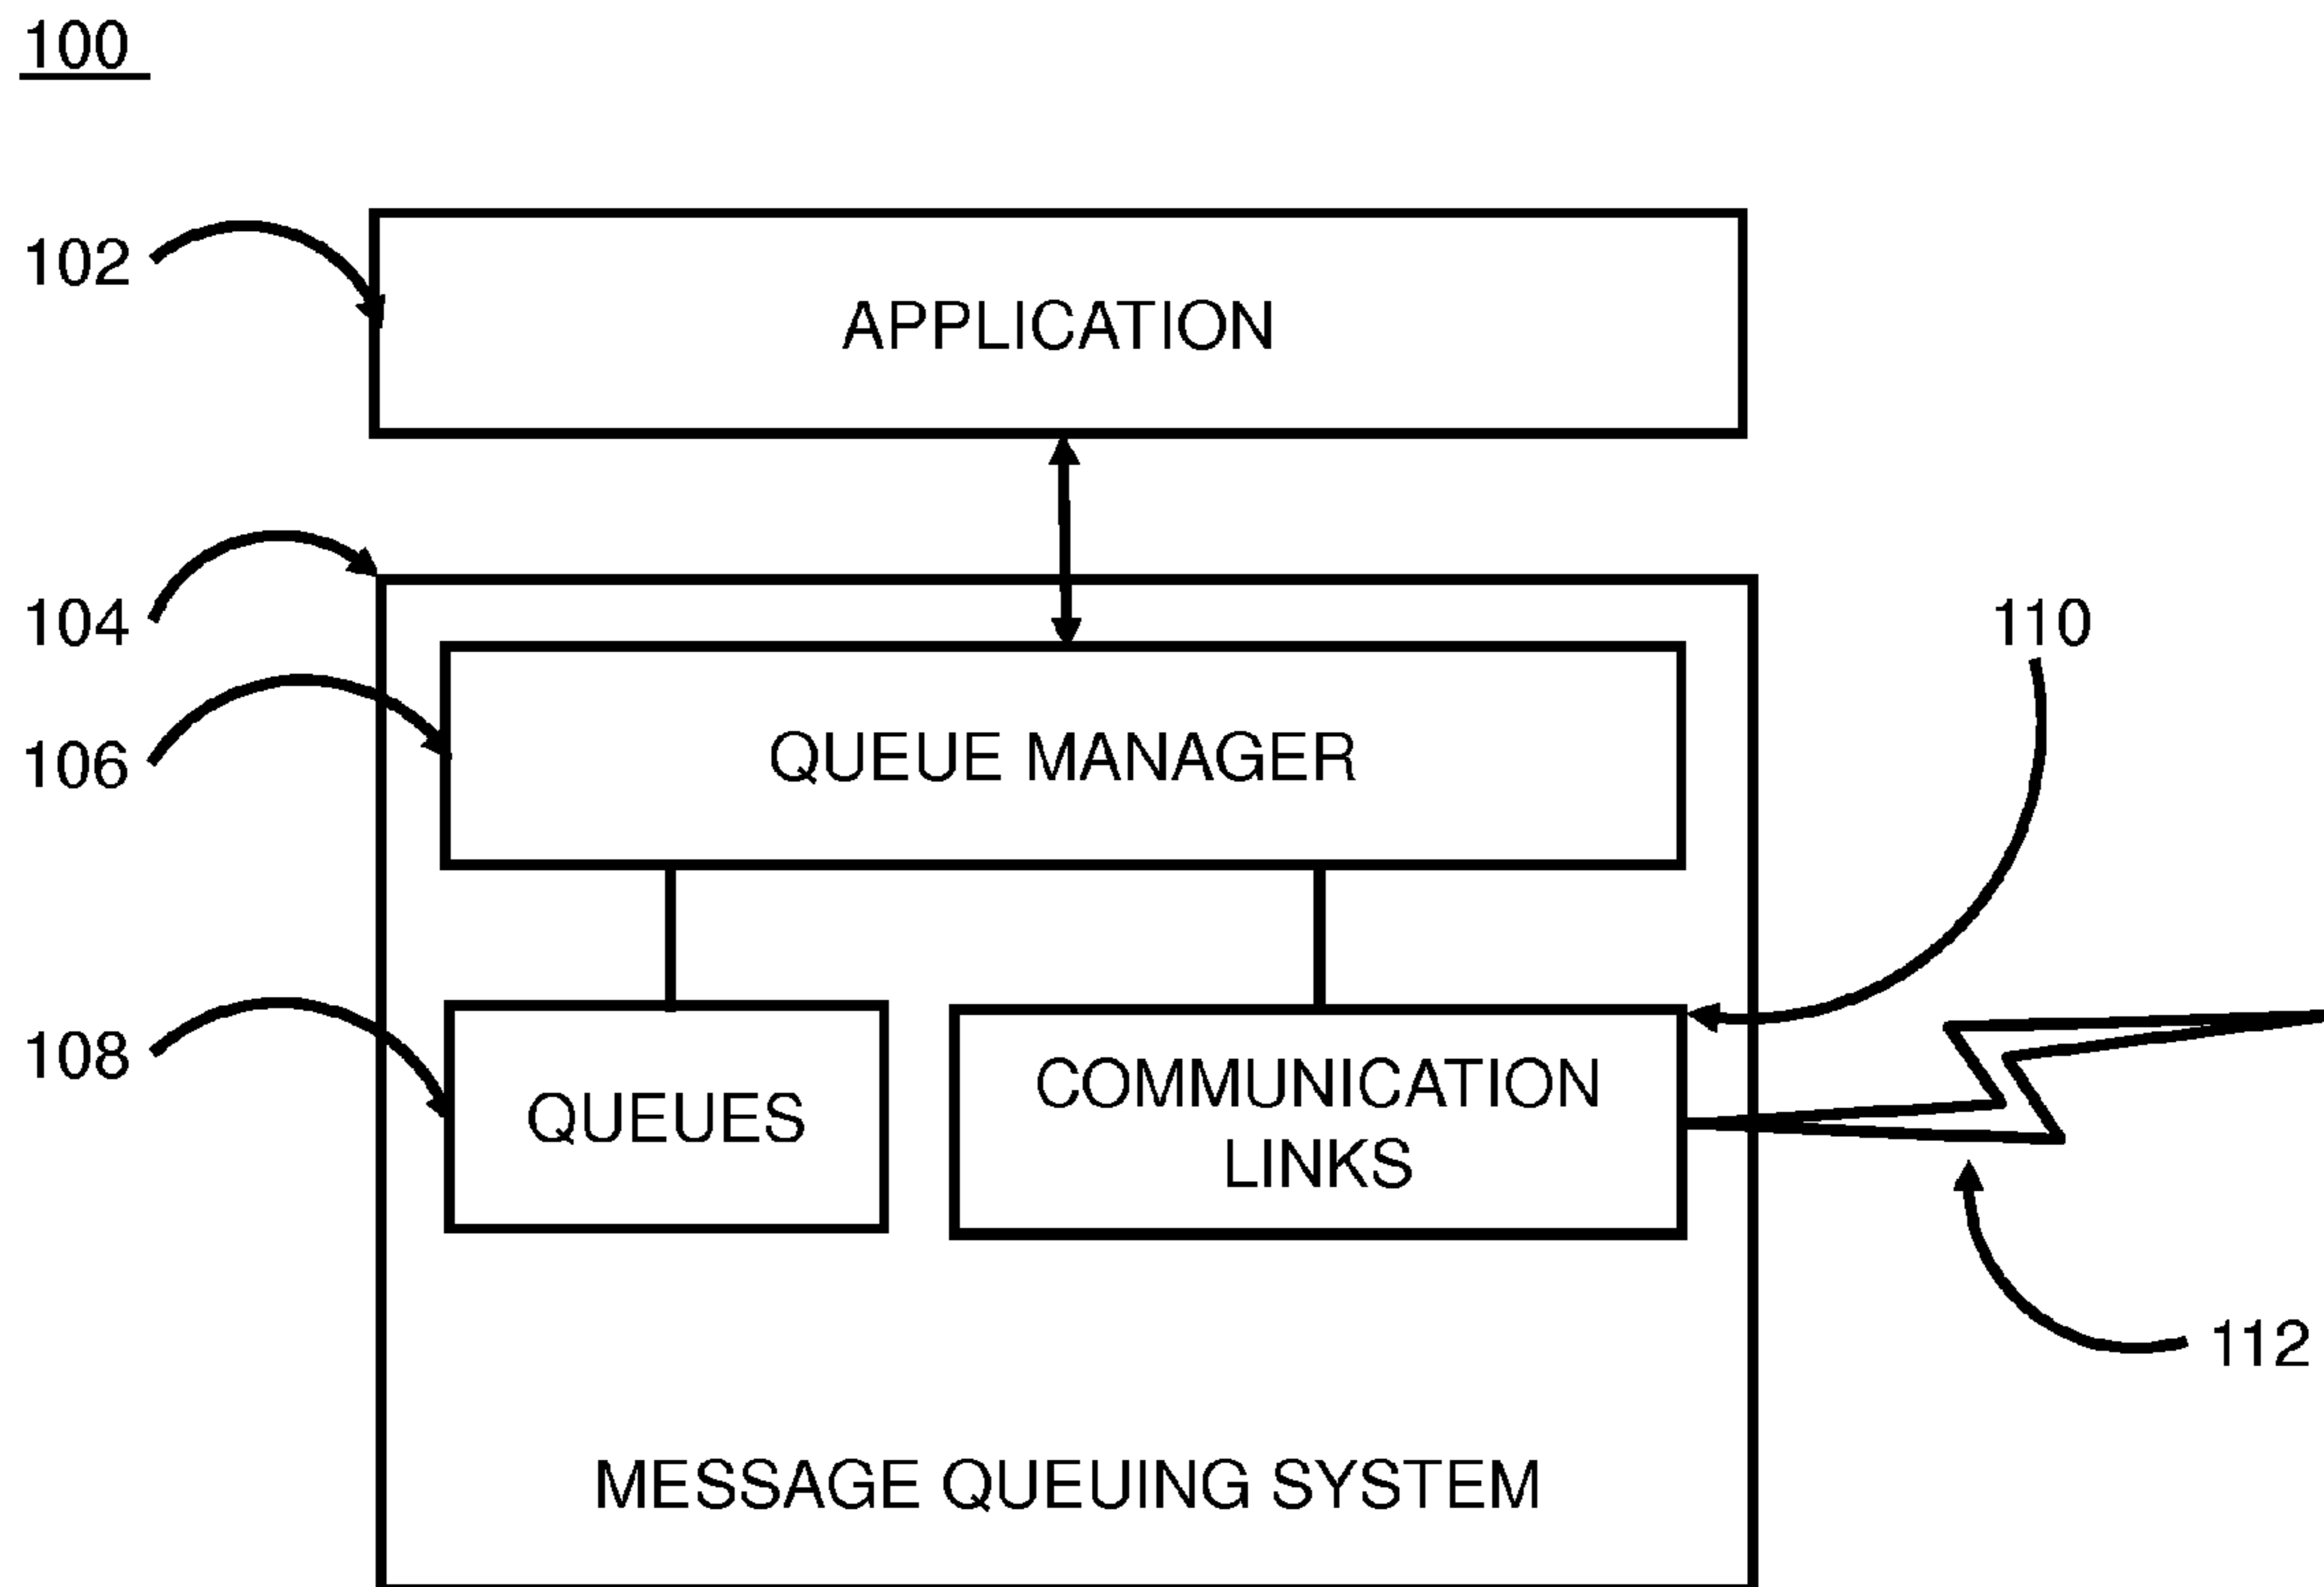 100
102
APPLICATION
104
110
106
QUEUE MANAGER
108
QUEUES
COMMUNICATION
LINKS
112
MESSAGE QUEUING SYSTEM